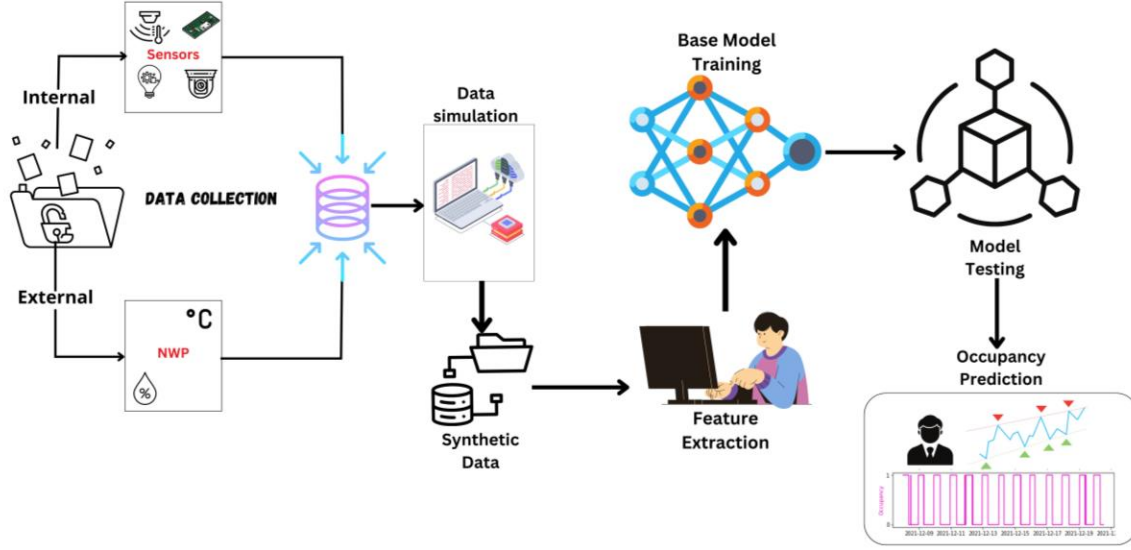 Sensors
Internal
DATA COLLECTION
External
°C
NWP
%
Data
simulation
Synthetic
Data
Base Model
Training
Feature
Extraction
Model
Testing
Occupancy
Prediction
1
Occupancy
0
2021-12-09 2021-12-11 2021-12-13 2021-12-15 2021-12-17 2021-12-19